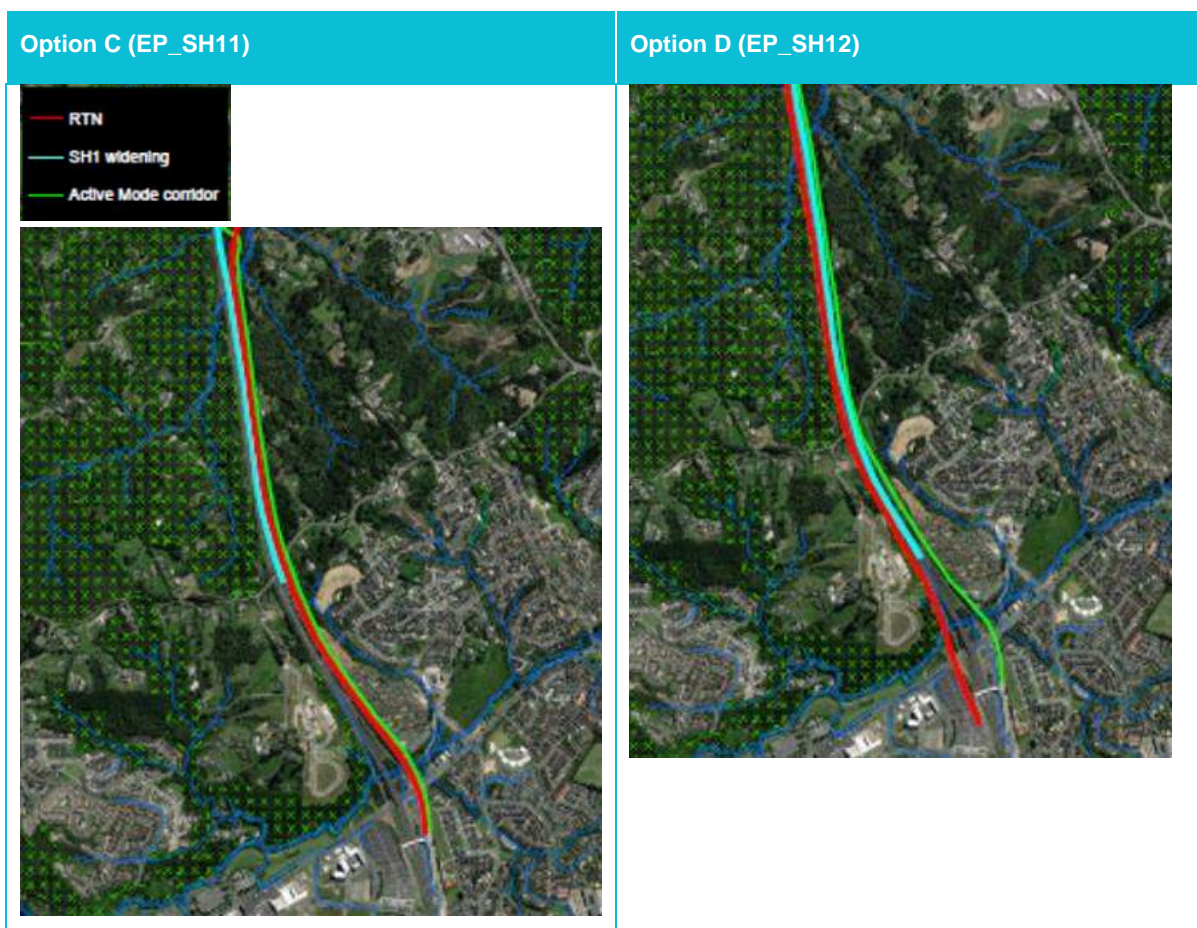 Option C (EP_SH11)
Option D (EP_SH12)
RTN
SH1 widening
Active Mode corridor